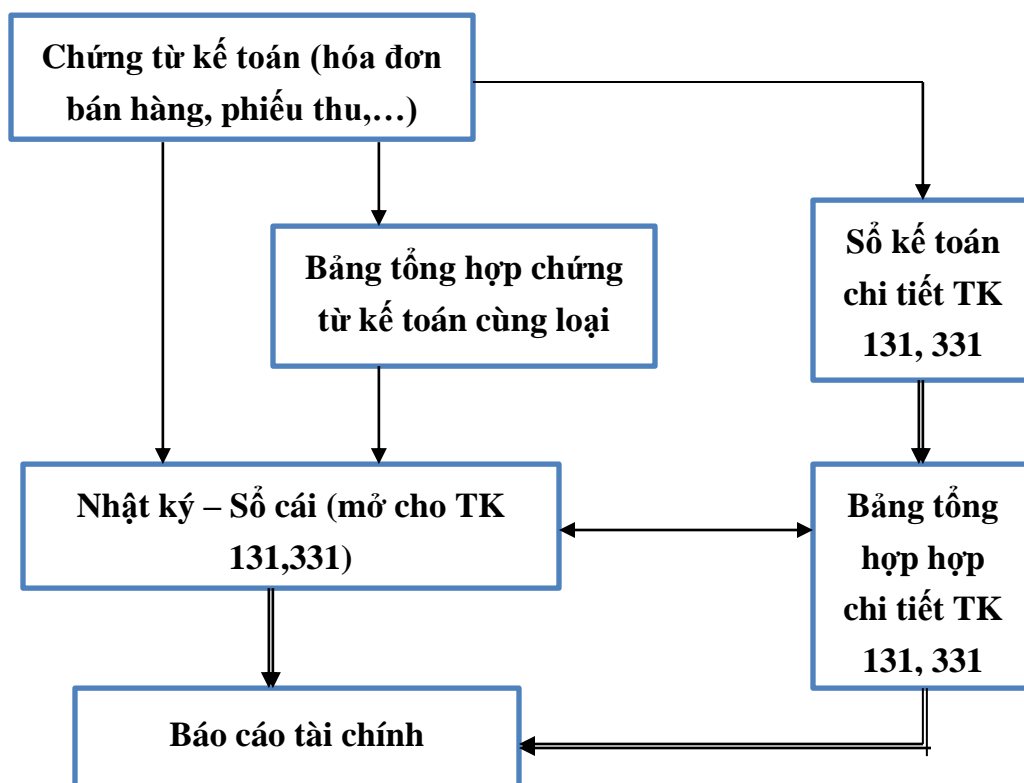 Chứng từ kế toán (hóa đơn
bán hàng, phiếu thu,…)
Bảng tổng hợp chứng
từ kế toán cùng loại
Sổ kế toán
chi tiết TK
131, 331
Nhật ký – Sổ cái (mở cho TK
131,331)
Bảng tổng
hợp hợp
chi tiết TK
131, 331
Báo cáo tài chính